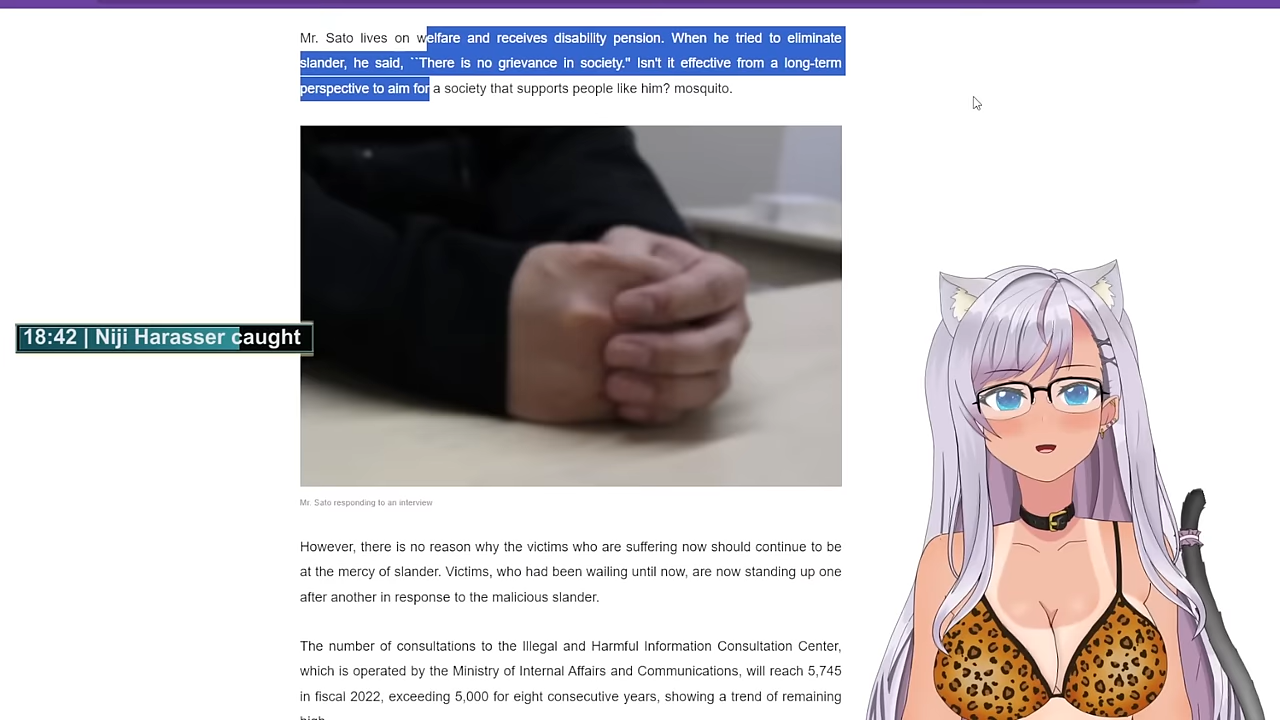 Mr. Sato lives on welfare and receives disability pension. When he tried to eliminate
slander, he said, ``There is no grievance in society.'' Isn't it effective from a long-term
perspective to aim for a society that supports people like him? mosquito.
18:42 | Niji Harasser caught
Mr. Sato responding to an interview
However, there is no reason why the victims who are suffering now should continue to be
at the mercy of slander. Victims, who had been wailing until now, are now standing up one
after another in response to the malicious slander.
The number of consultations to the Illegal and Harmful Information Consultation Center,
which is operated by the Ministry of Internal Affairs and Communications, will reach 5,745
in fiscal 2022, exceeding 5,000 for eight consecutive years, showing a trend of remaining